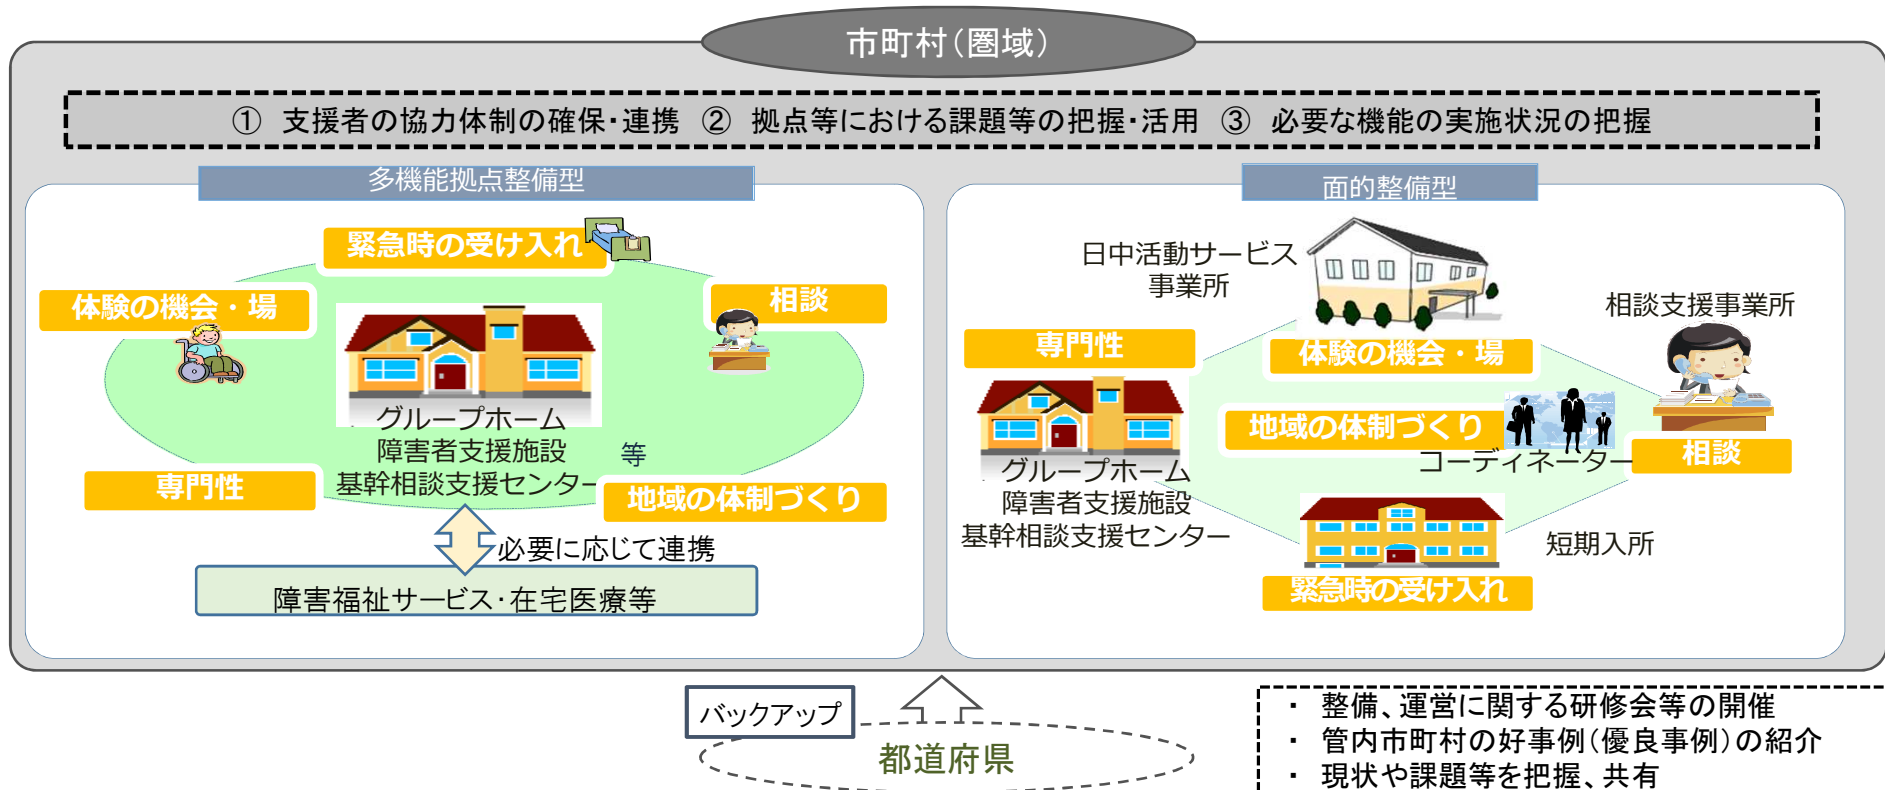 市町村(圏域)
① 支援者の協力体制の確保・連携 ② 拠点等における課題等の把握・活用 ③ 必要な機能の実施状況の把握
多機能拠点整備型
緊急時の受け入れ
体験の機会・場
相談
グループホーム
障害者支援施設
等
基幹相談支援センター
専門性
地域の体制づくり
必要に応じて連携
障害福祉サービス・在宅医療等
面的整備型
日中活動サービス
事業所
相談支援事業所
専門性
体験の機会・場
地域の体制づくり
コーディネーター
相談
グループホーム
障害者支援施設
基幹相談支援センター
短期入所
緊急時の受け入れ
バックアップ
都道府県
・ 整備、運営に関する研修会等の開催
・ 管内市町村の好事例(優良事例)の紹介
・ 現状や課題等を把握、共有